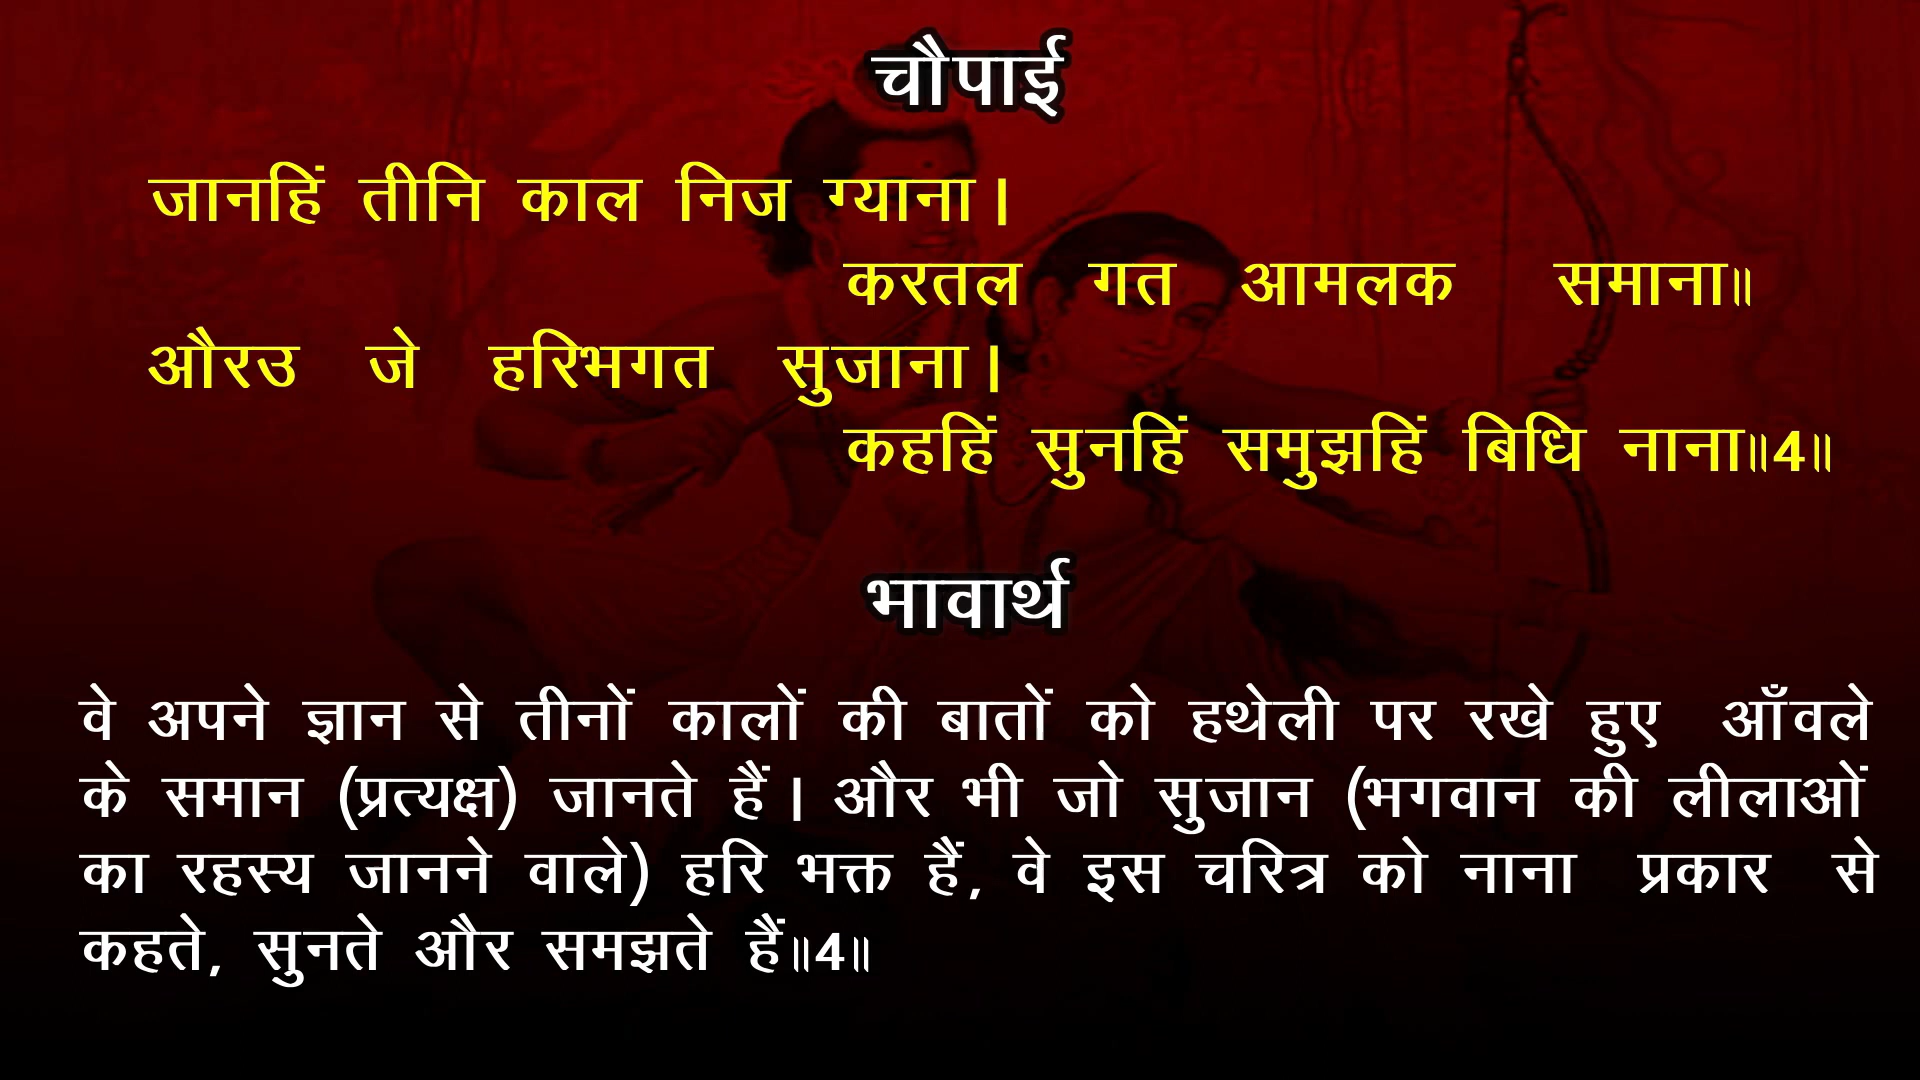 चौपाई
जानहिं तीनि काल निज ग्याना।
करतल गत आमलक समाना॥
औरउ जे हरिभगत सुजाना।
कहहिं सुनहिं समुझहिं बिधि नाना॥4॥
भावार्थ
वे अपने ज्ञान से तीनों कालों की बातों को हथेली पर रखे हुए आँवले
के समान (प्रत्यक्ष) जानते हैं। और भी जो सुजान (भगवान की लीलाओं
का रहस्य जानने वाले) हरि भक्त हैं, वे इस चरित्र को नाना प्रकार से
कहते, सुनते और समझते हैं॥4॥